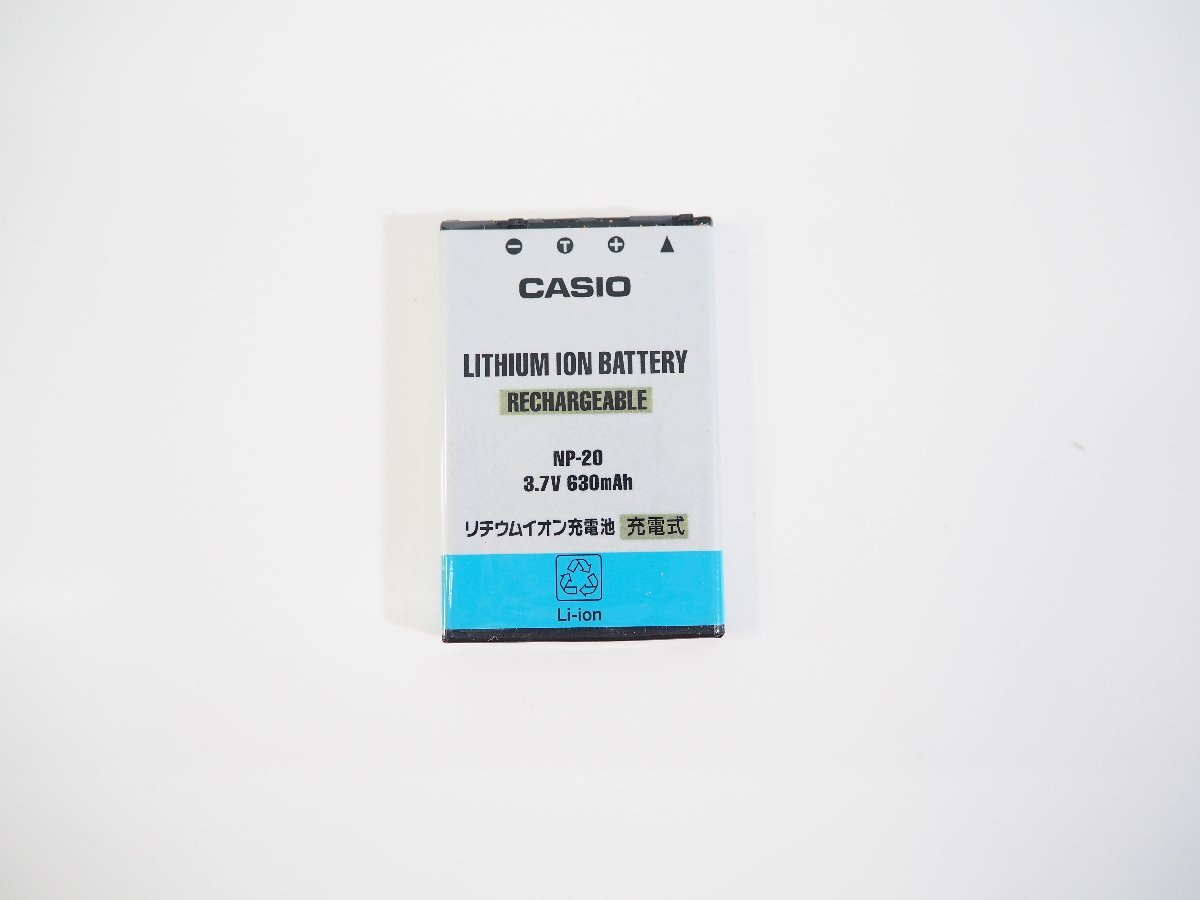 T
CASIO
LITHIUM ION BATTERY
RECHARGEABLE
NP-20
3.7V 630mAh
リチウムイオン充電池 充電式
Li-ion